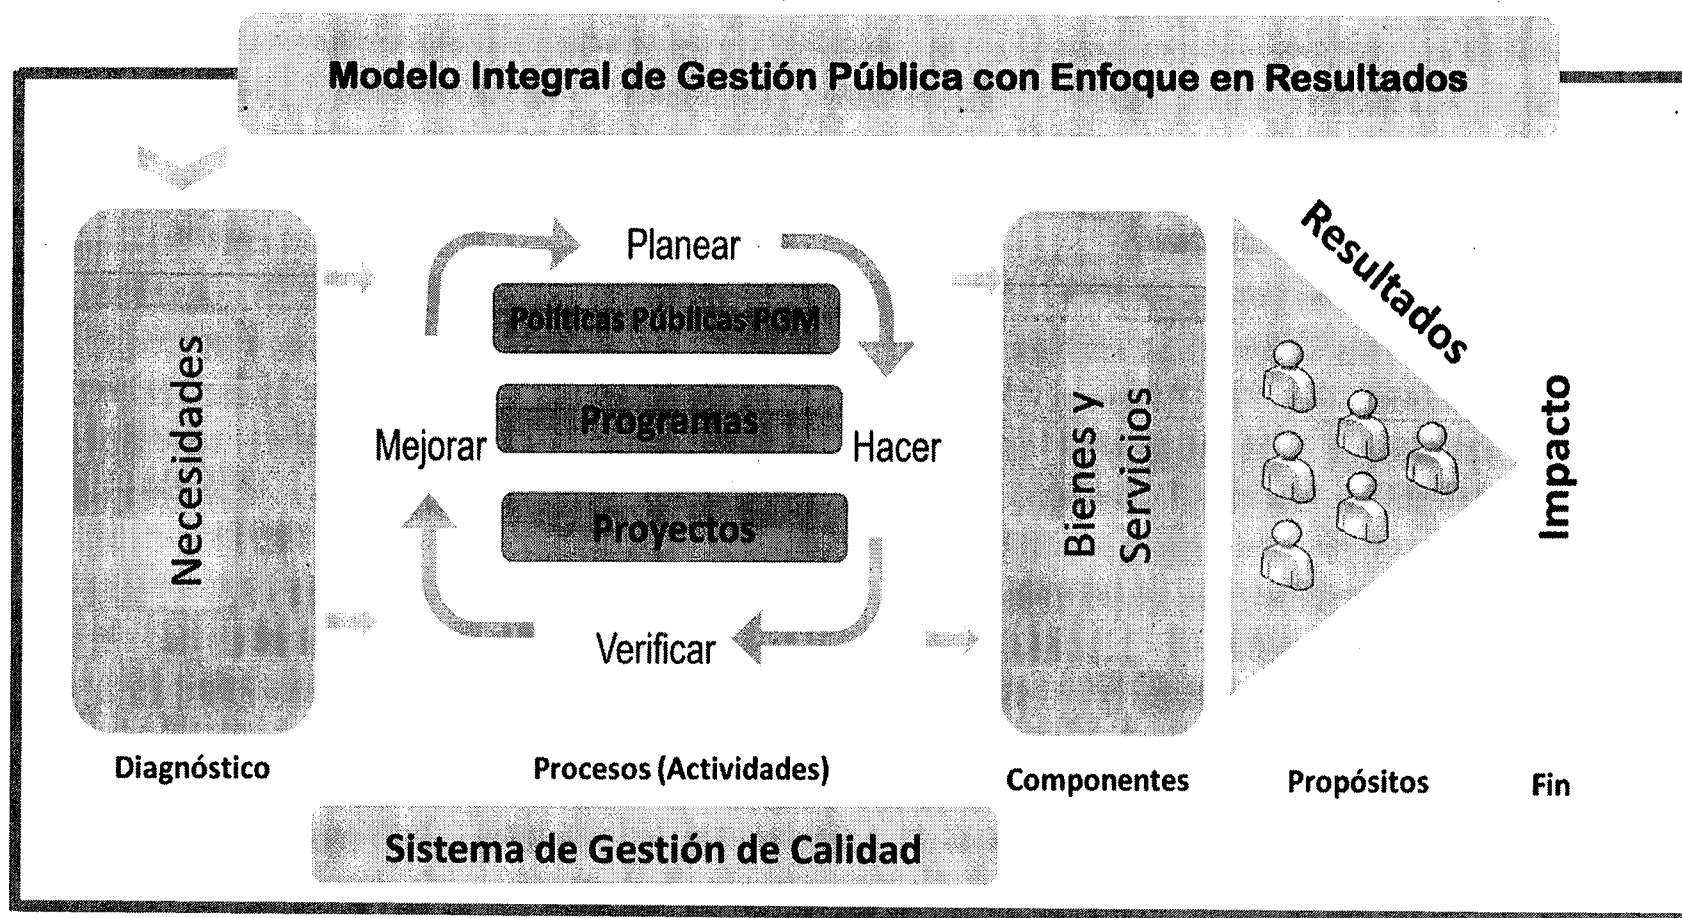 Modelo Integral de Gestión Pública con Enfoque en Resultados
Necesidades
Planear
Políticas Públicas PGM
Programas
Proyectos
Mejorar
Hacer
Verificar
Bienes y
Servicios
Resultados
Impacto
Diagnóstico
Procesos (Actividades)
Componentes
Propósitos
Fin
Sistema de Gestión de Calidad